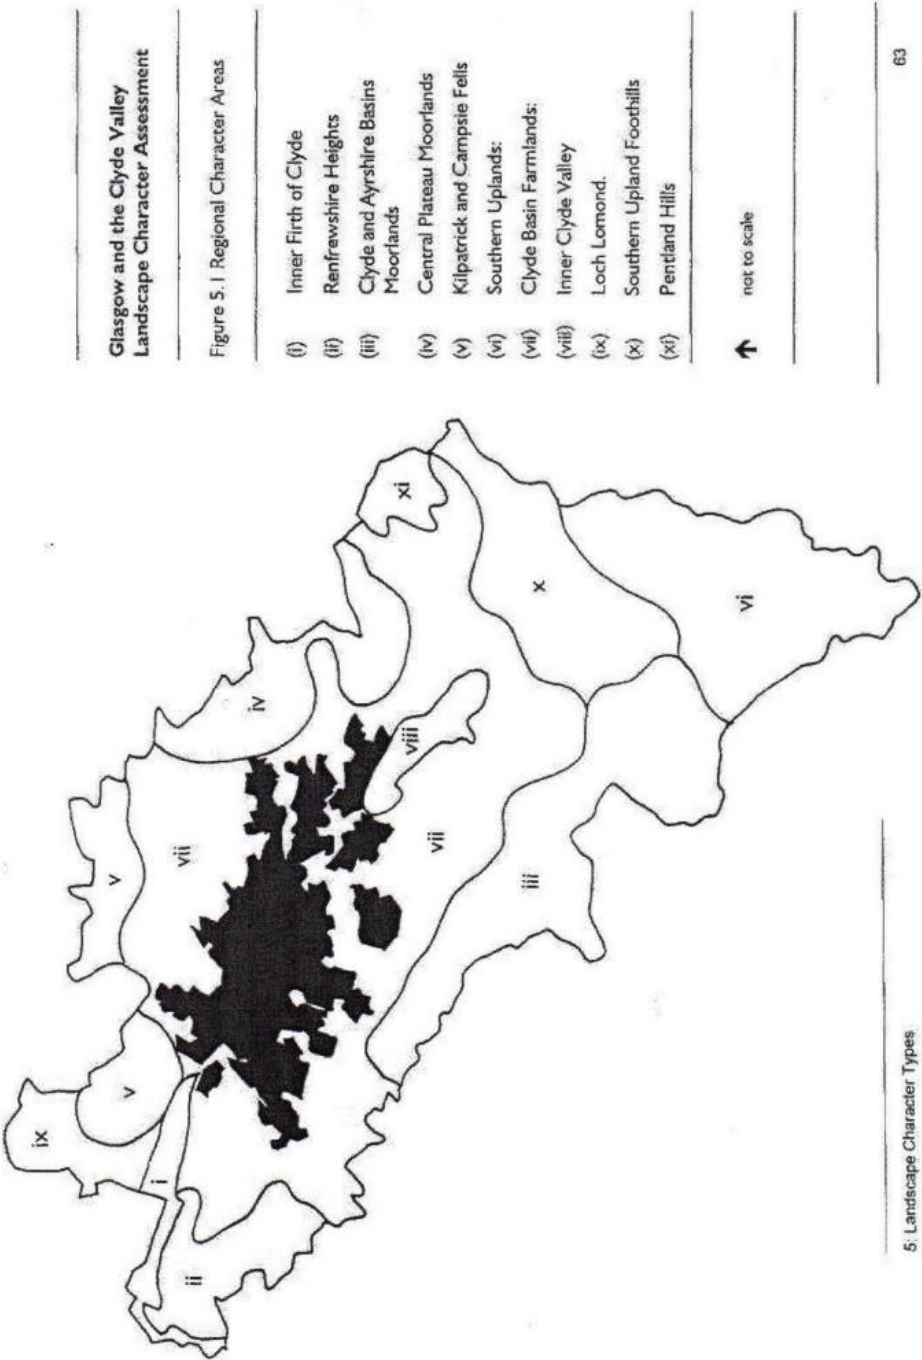 Glasgow and the Clyde Valley
Landscape Character Assessment
Figure 5.1 Regional Character Areas
(i) Inner Firth of Clyde
(ii) Renfrewshire Heights
(iii) Clyde and Ayrshire Basins
Moorlands
(iv) Central Plateau Moorlands
(v) Kilpatrick and Campsie Fells
(vi) Southern Uplands:
(vii) Clyde Basin Farmlands:
(viii) Inner Clyde Valley
(ix) Loch Lomond.
(x) Southern Upland Foothills
(xi) Pentland Hills
not to scale
63
ix
v
v
i
ii
vii
iv
xi
viii
vii
iii
x
vi
5: Landscape Character Types